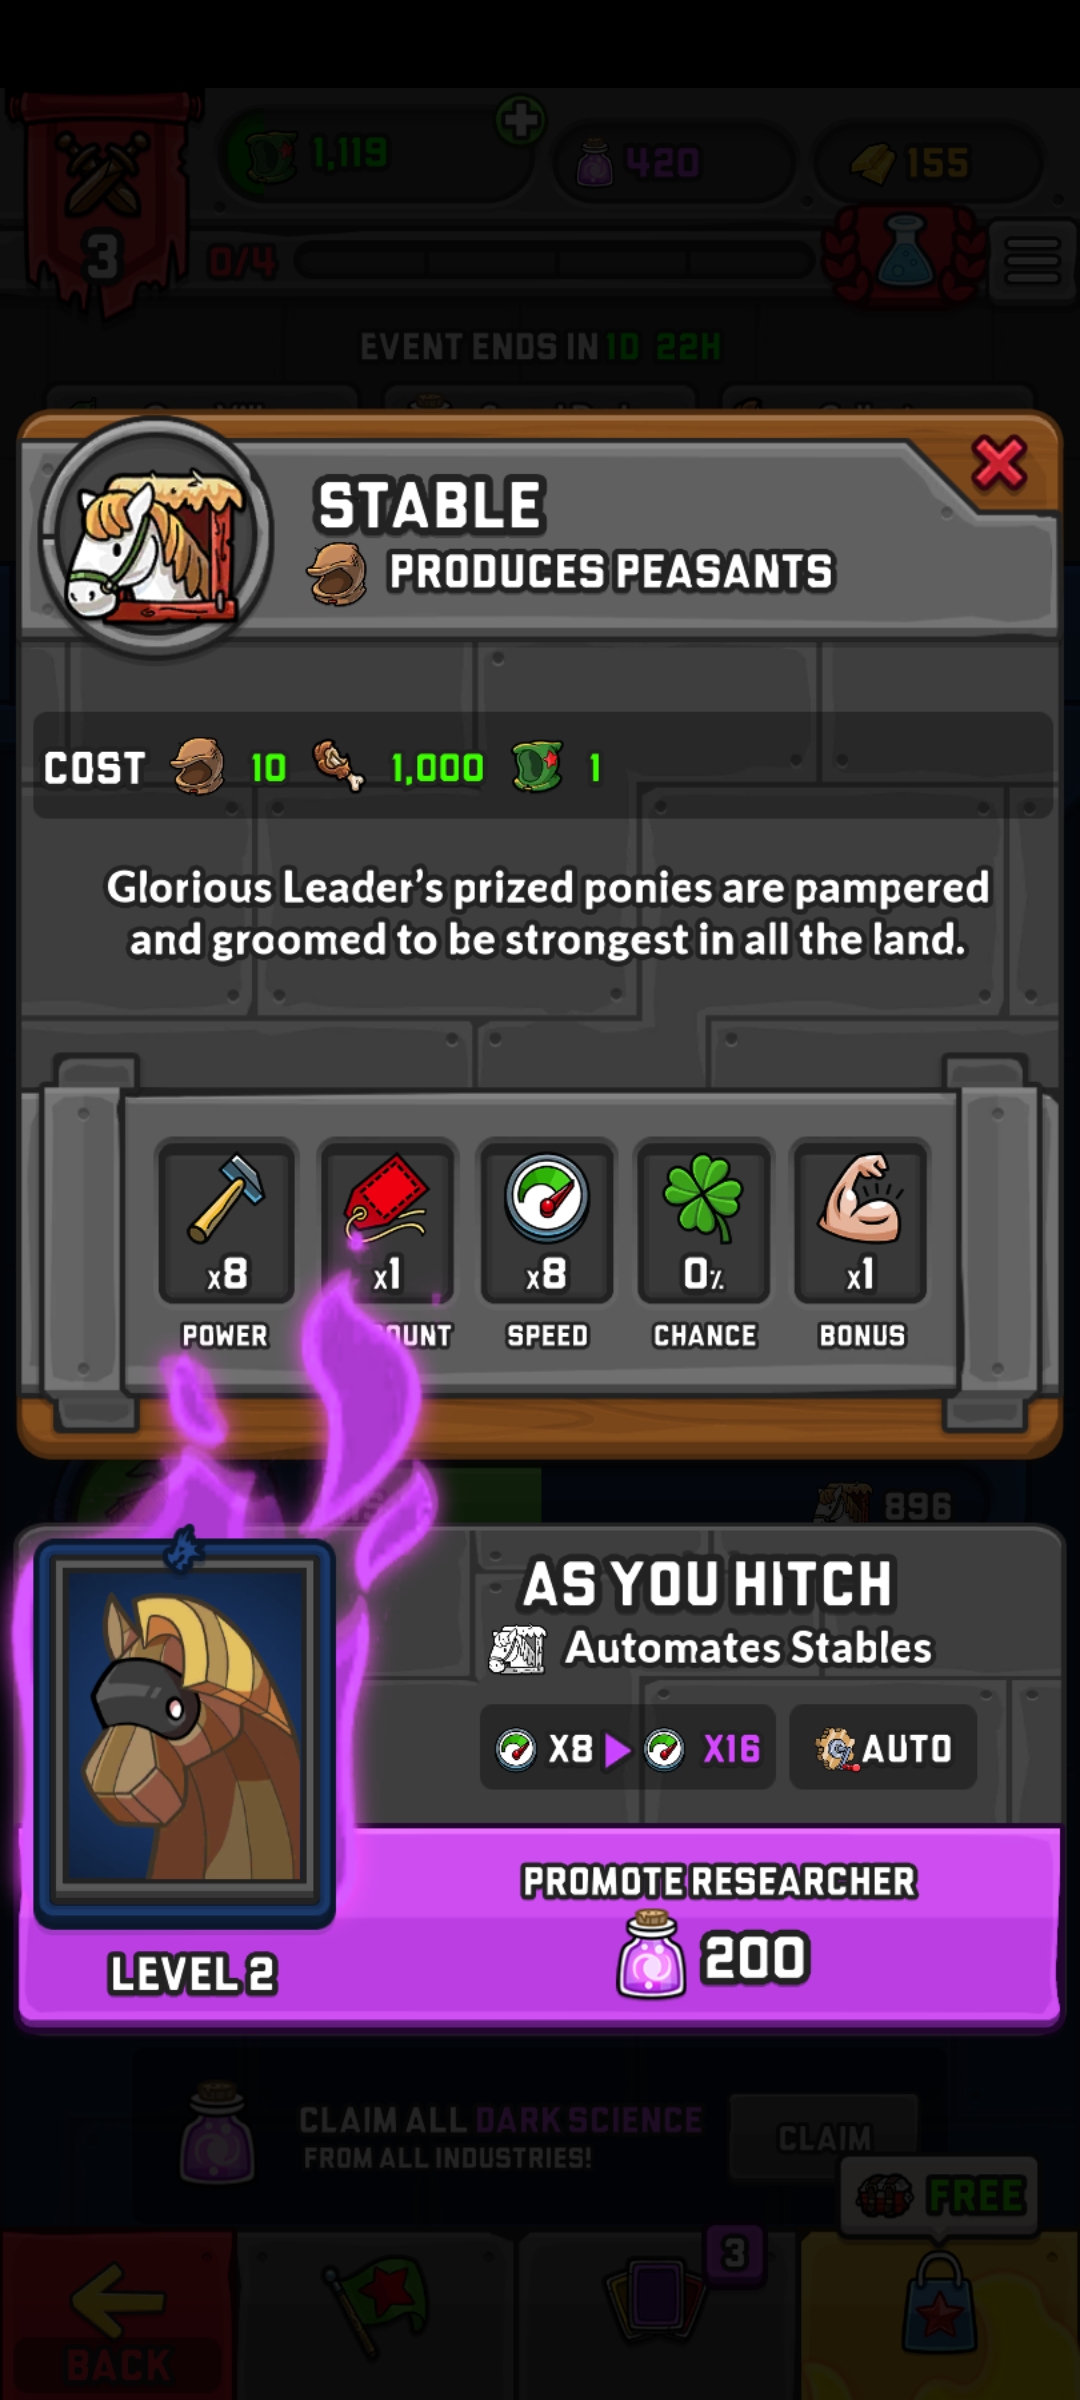 1,119
420
155
3
0/4
EVENT ENDS IN 1D 22H
STABLE
PRODUCES PEASANTS
COST 10 1,000 1
Glorious Leader's prized ponies are pampered
and groomed to be strongest in all the land.
x8 x1 x8 0% x1
POWER OUNT SPEED CHANCE BONUS
896
AS YOU HITCH
Automates Stables
X8 X16 AUTO
PROMOTE RESEARCHER
200
LEVEL 2
CLAIM ALL DARK SCIENCE
FROM ALL INDUSTRIES!
CLAIM
FREE
3
BACK